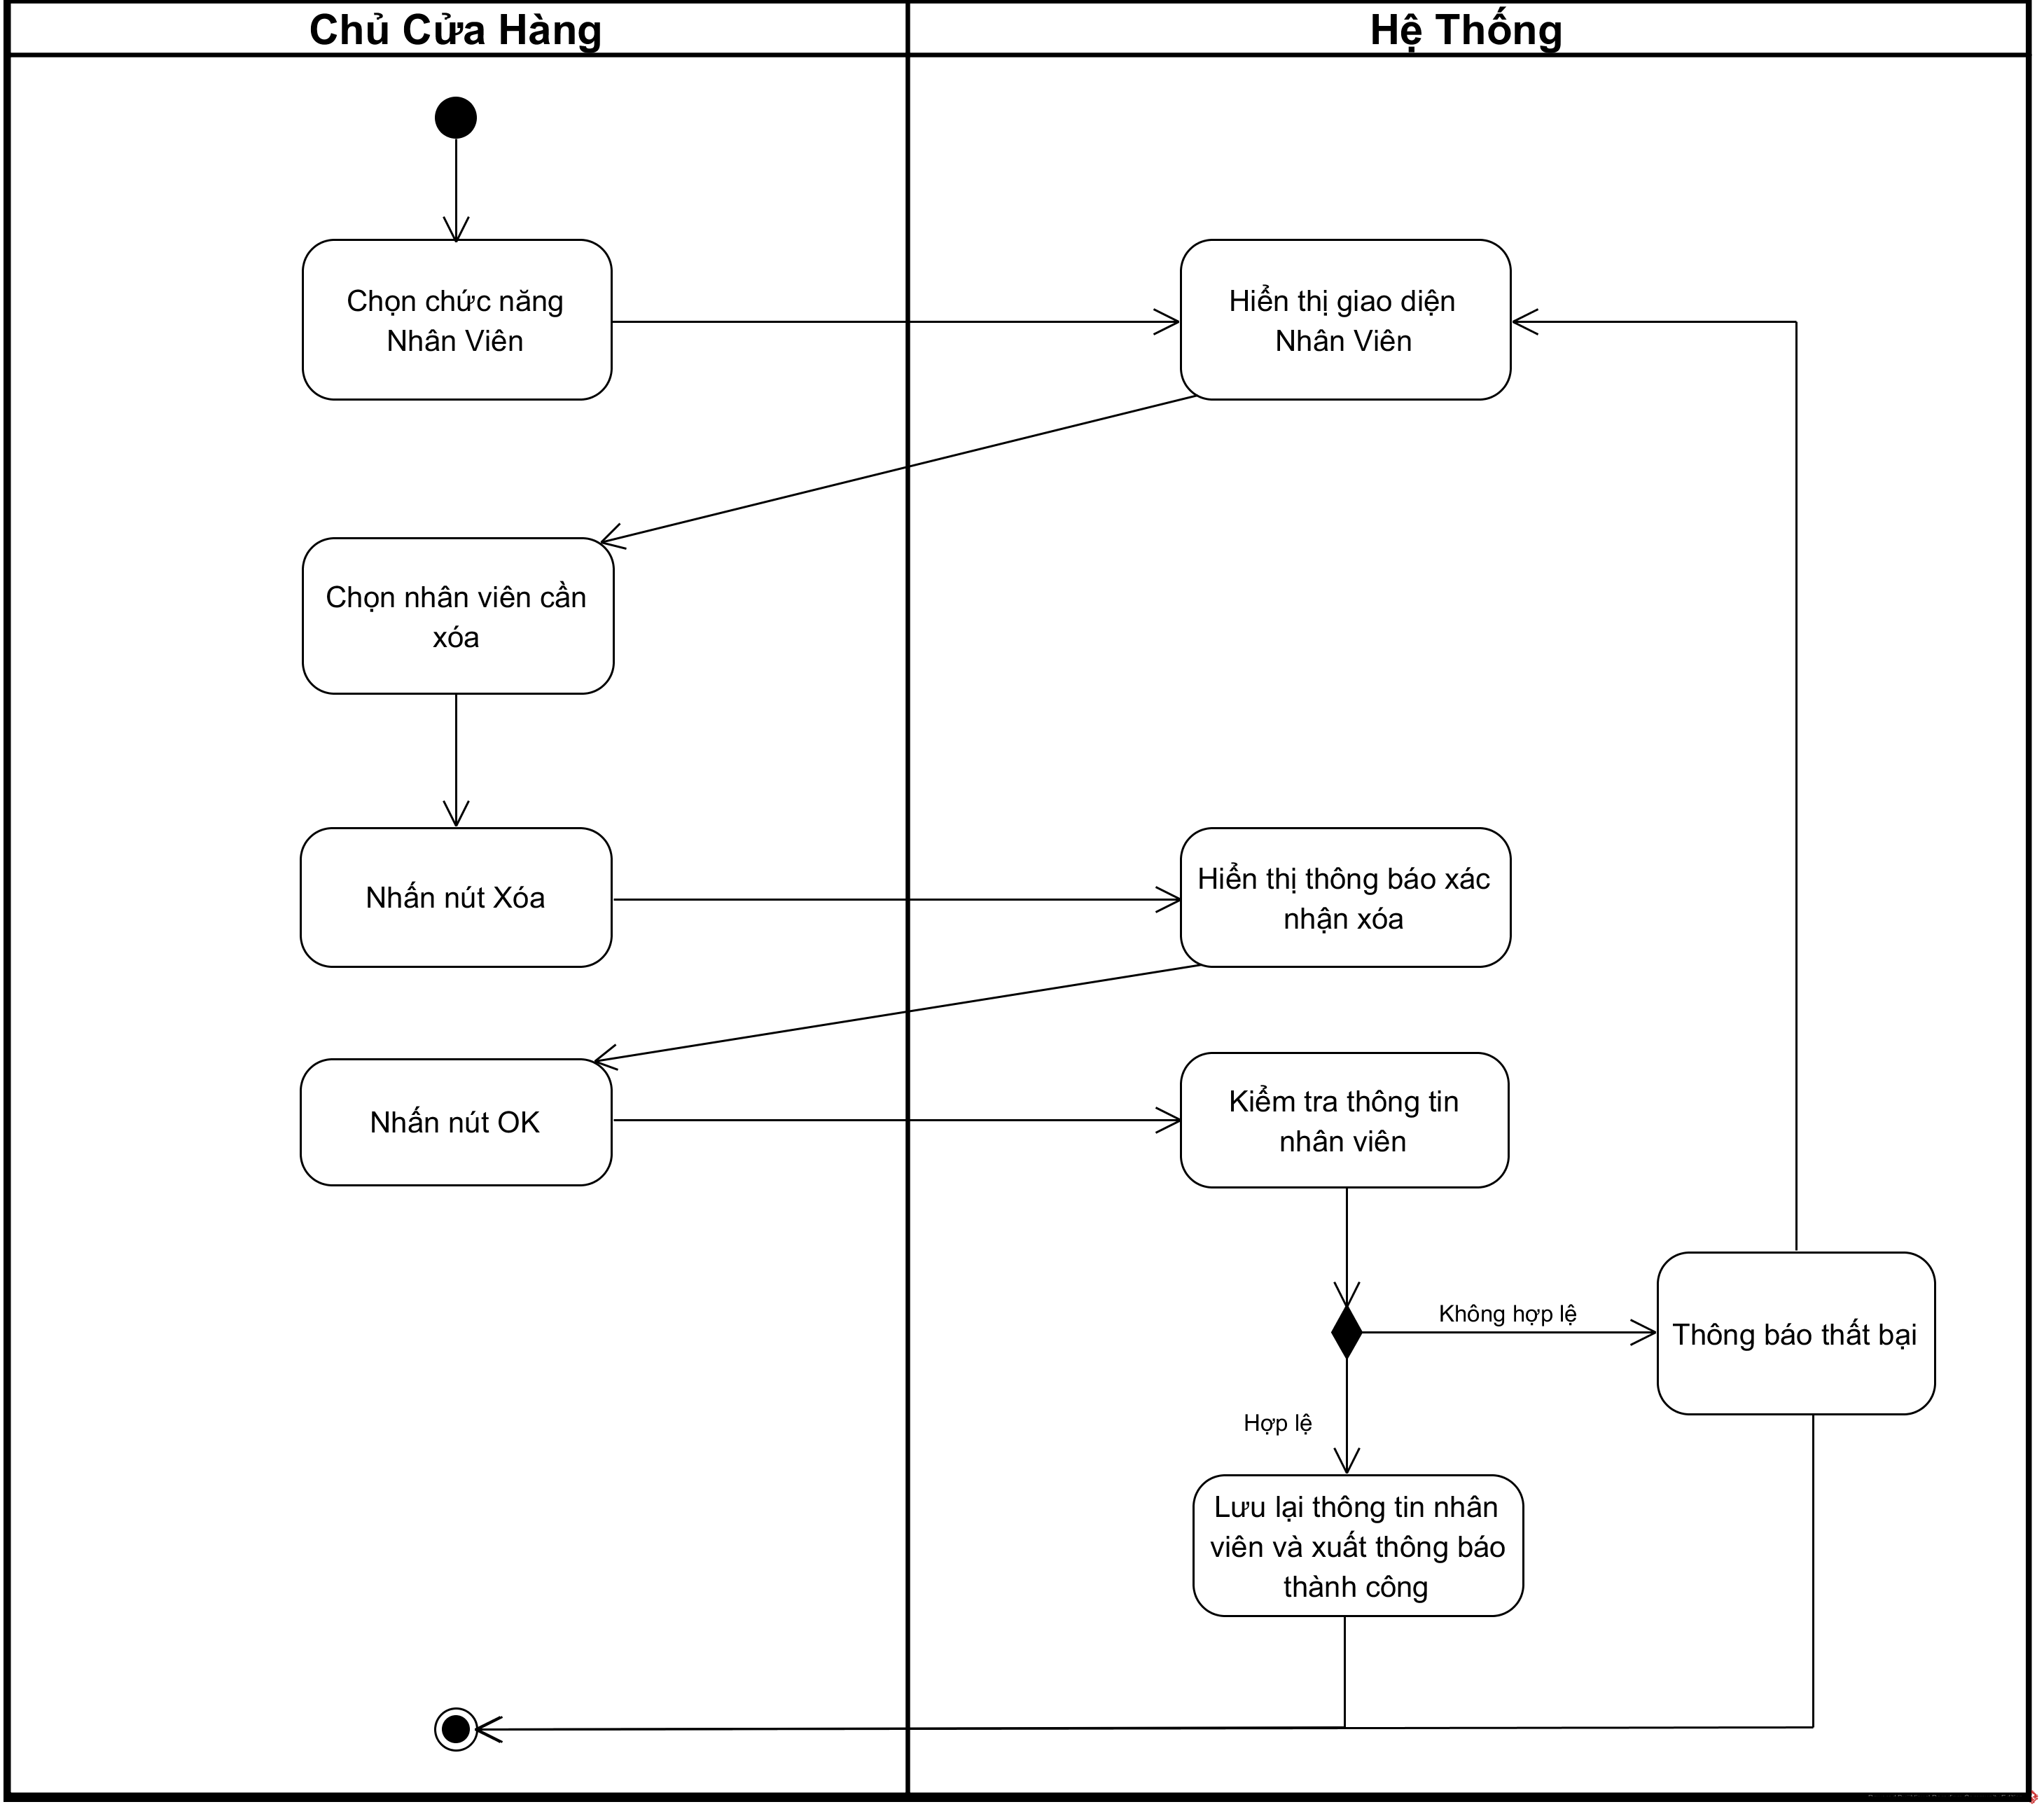 Chủ Cửa Hàng
Hệ Thống
Chọn chức năng
Nhân Viên
Hiển thị giao diện
Nhân Viên
Chọn nhân viên cần
xóa
Nhấn nút Xóa
Hiển thị thông báo xác
nhận xóa
Nhấn nút OK
Kiểm tra thông tin
nhân viên
Không hợp lệ
Thông báo thất bại
Hợp lệ
Lưu lại thông tin nhân
viên và xuất thông báo
thành công